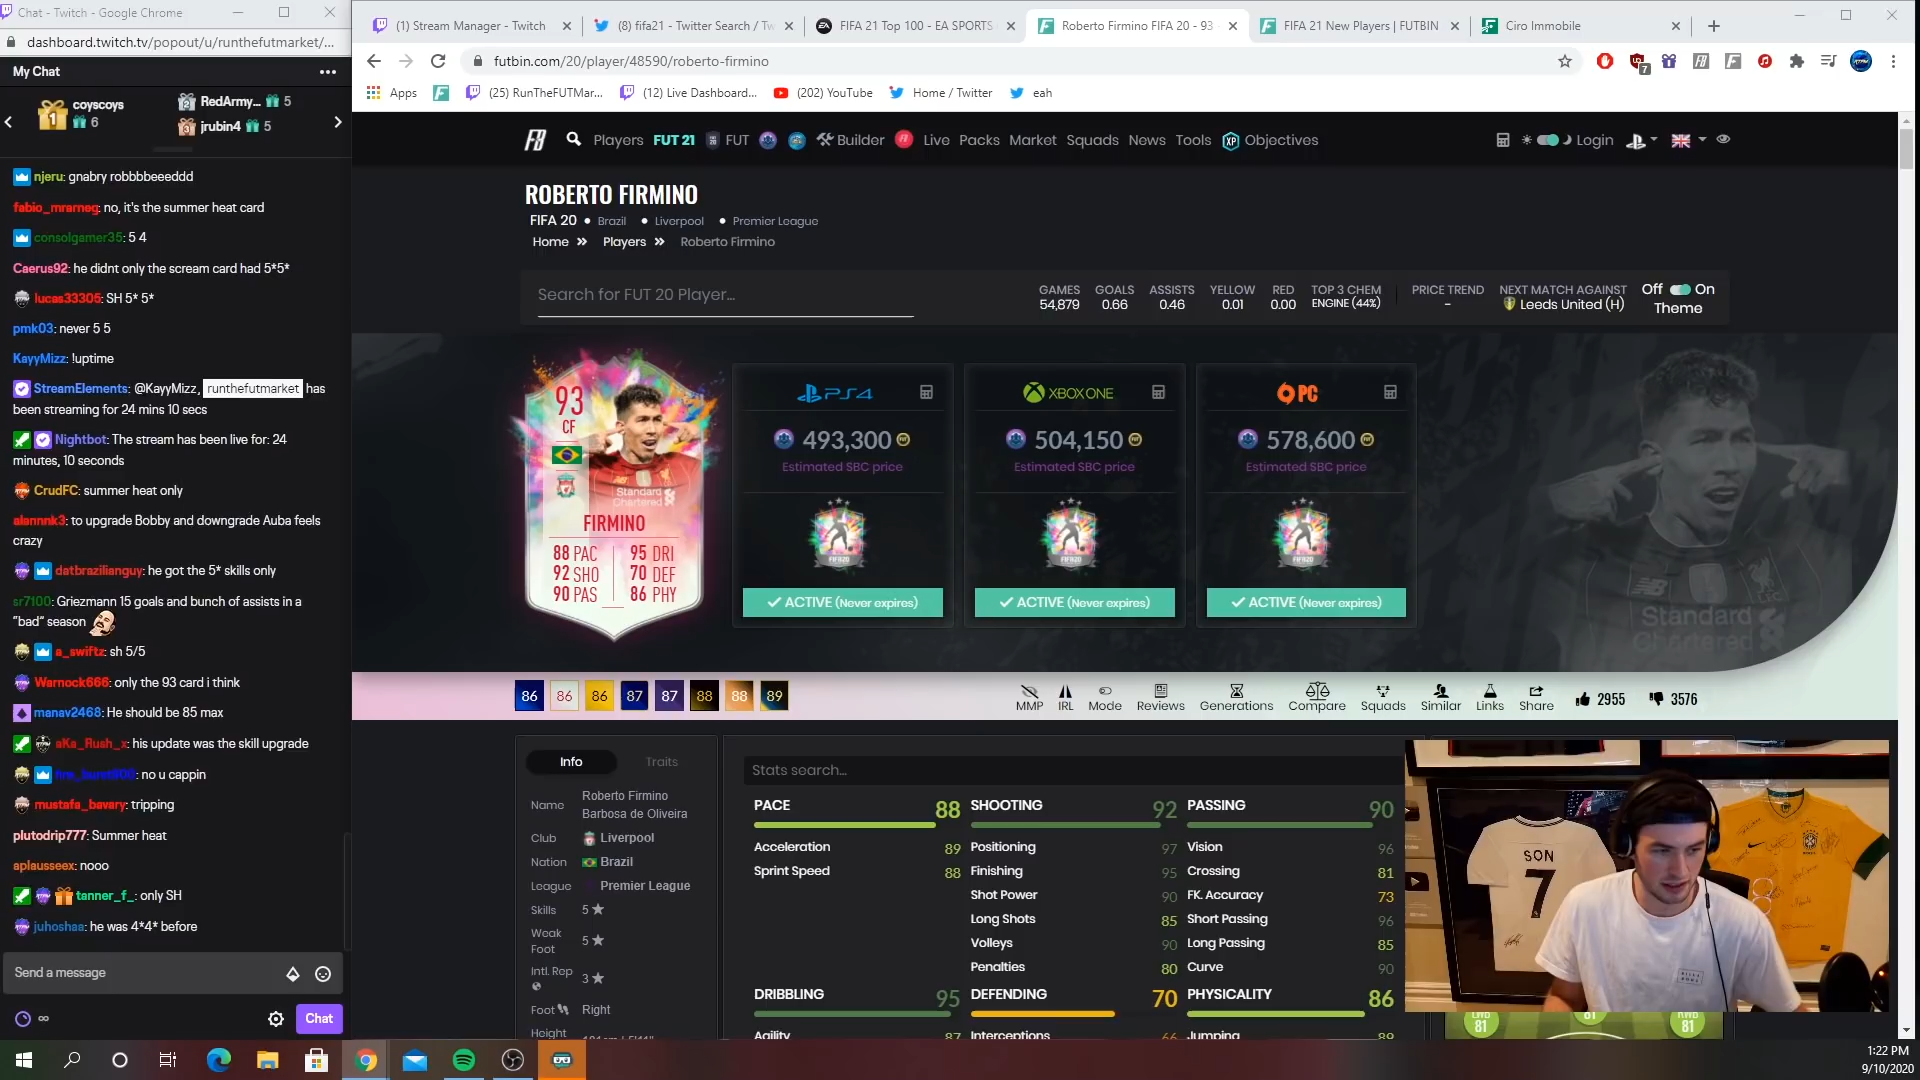 Chat - Twitch - Google Chrome
dashboard.twitch.tv/popout/u/runthefutmarket/...
My Chat
1 coyscoys 6
2 RedArmy... 5
3 jrubin4 5
njeru: gnabry robbbbeeeddd
fabio_mrarneg: no, it's the summer heat card
consolgamer35: 5 4
Caerus92: he didnt only the scream card had 5*5*
lucas33305: SH 5* 5*
pmk03: never 5 5
KayyMizz: !uptime
StreamElements: @KayyMizz, runthefutmarket has
been streaming for 24 mins 10 secs
Nightbot: The stream has been live for: 24
minutes, 10 seconds
CrudFC: summer heat only
alannnk3: to upgrade Bobby and downgrade Auba feels
crazy
datbrazilianguy: he got the 5* skills only
sr7100: Griezmann 15 goals and bunch of assists in a
"bad" season
a_swiftz: sh 5/5
Warnock666: only the 93 card i think
manav2468: He should be 85 max
aKa_Rush_x: his update was the skill upgrade
no u cappin
mustafa_bavary: tripping
plutodrip777: Summer heat
aplausseex: nooo
tanner_f_: only SH
juhoshaa: he was 4*4* before
Send a message
∞
Chat
(1) Stream Manager - Twitch
(8) fifa21 - Twitter Search / Tw
FIFA 21 Top 100 - EA SPORTS
Roberto Firmino FIFA 20 - 93
FIFA 21 New Players | FUTBIN
Ciro Immobile
futbin.com/20/player/48590/roberto-firmino
7
Apps
(25) RunTheFUTMar...
(12) Live Dashboard...
(202) YouTube
Home / Twitter
eah
Players FUT 21 FUT Builder Live Packs Market Squads News Tools XP Objectives Login
ROBERTO FIRMINO
FIFA 20 • Brazil • Liverpool • Premier League
Home » Players » Roberto Firmino
Search for FUT 20 Player...
GAMES GOALS ASSISTS YELLOW RED TOP 3 CHEM PRICE TREND NEXT MATCH AGAINST Off On
54,879 0.66 0.46 0.01 0.00 ENGINE (44%) - Leeds United (H) Theme
93
CF
Standard
Chartered
FIRMINO
88 PAC 95 DRI
92 SHO 70 DEF
90 PAS 86 PHY
PS4
493,300
Estimated SBC price
FIFA20
ACTIVE (Never expires)
XBOX ONE
504,150
Estimated SBC price
FIFA20
ACTIVE (Never expires)
PC
578,600
Estimated SBC price
FIFA20
ACTIVE (Never expires)
Standard
Chartered
86 86 86 87 87 88 88 89
MMP IRL Mode Reviews Generations Compare Squads Similar Links Share 2955 3576
Info Traits
Name Roberto Firmino
Barbosa de Oliveira
Club Liverpool
Nation Brazil
League Premier League
Skills 5
Weak
Foot 5
Intl. Rep 3
Foot Right
Height
Stats search...
PACE 88
Acceleration 89
Sprint Speed 88
SHOOTING 92
Positioning 97
Finishing 95
Shot Power 90
Long Shots 85
Volleys 90
Penalties 80
PASSING 90
Vision 96
Crossing 81
FK. Accuracy 73
Short Passing 96
Long Passing 85
Curve 90
DRIBBLING 95
Agility 87
DEFENDING 70
Interceptions 66
PHYSICALITY 86
Jumping 89
SON
7
LWB
81
81
RWB
81
1:22 PM
9/10/2020